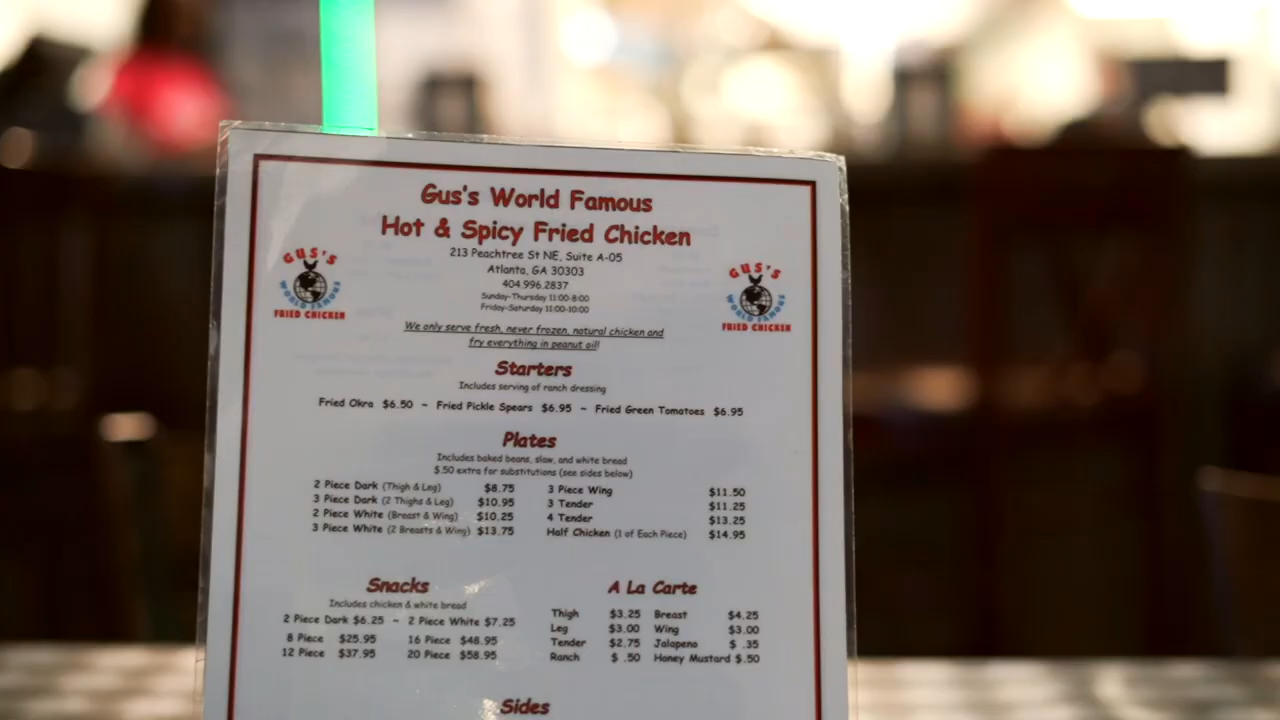 Gus's World Famous
Hot & Spicy Fried Chicken
213 Peachtree St NE, Suite A-05
Atlanta, GA 30303
404.996.2837
Sunday-Thursday 11:00-8:00
Friday-Saturday 11:00-10:00
GUS'S
WORLD FAMOUS
FRIED CHICKEN
GUS'S
WORLD FAMOUS
FRIED CHICKEN
We only serve fresh, never frozen, natural chicken and
fry everything in peanut oil!
Starters
Includes serving of ranch dressing
Fried Okra $6.50 ~ Fried Pickle Spears $6.95 ~ Fried Green Tomatoes $6.95
Plates
Includes baked beans, slaw, and white bread
$.50 extra for substitutions (see sides below)
2 Piece Dark (Thigh & Leg) $8.75 3 Piece Wing $11.50
3 Piece Dark (2 Thighs & Leg) $10.95 3 Tender $11.25
2 Piece White (Breast & Wing) $10.25 4 Tender $13.25
3 Piece White (2 Breasts & Wing) $13.75 Half Chicken (1 of Each Piece) $14.95
Snacks
Includes chicken & white bread
2 Piece Dark $6.25 ~ 2 Piece White $7.25
8 Piece $25.95 16 Piece $48.95
12 Piece $37.95 20 Piece $58.95
A La Carte
Thigh $3.25 Breast $4.25
Leg $3.00 Wing $3.00
Tender $2.75 Jalapeno $ .35
Ranch $ .50 Honey Mustard $.50
Sides